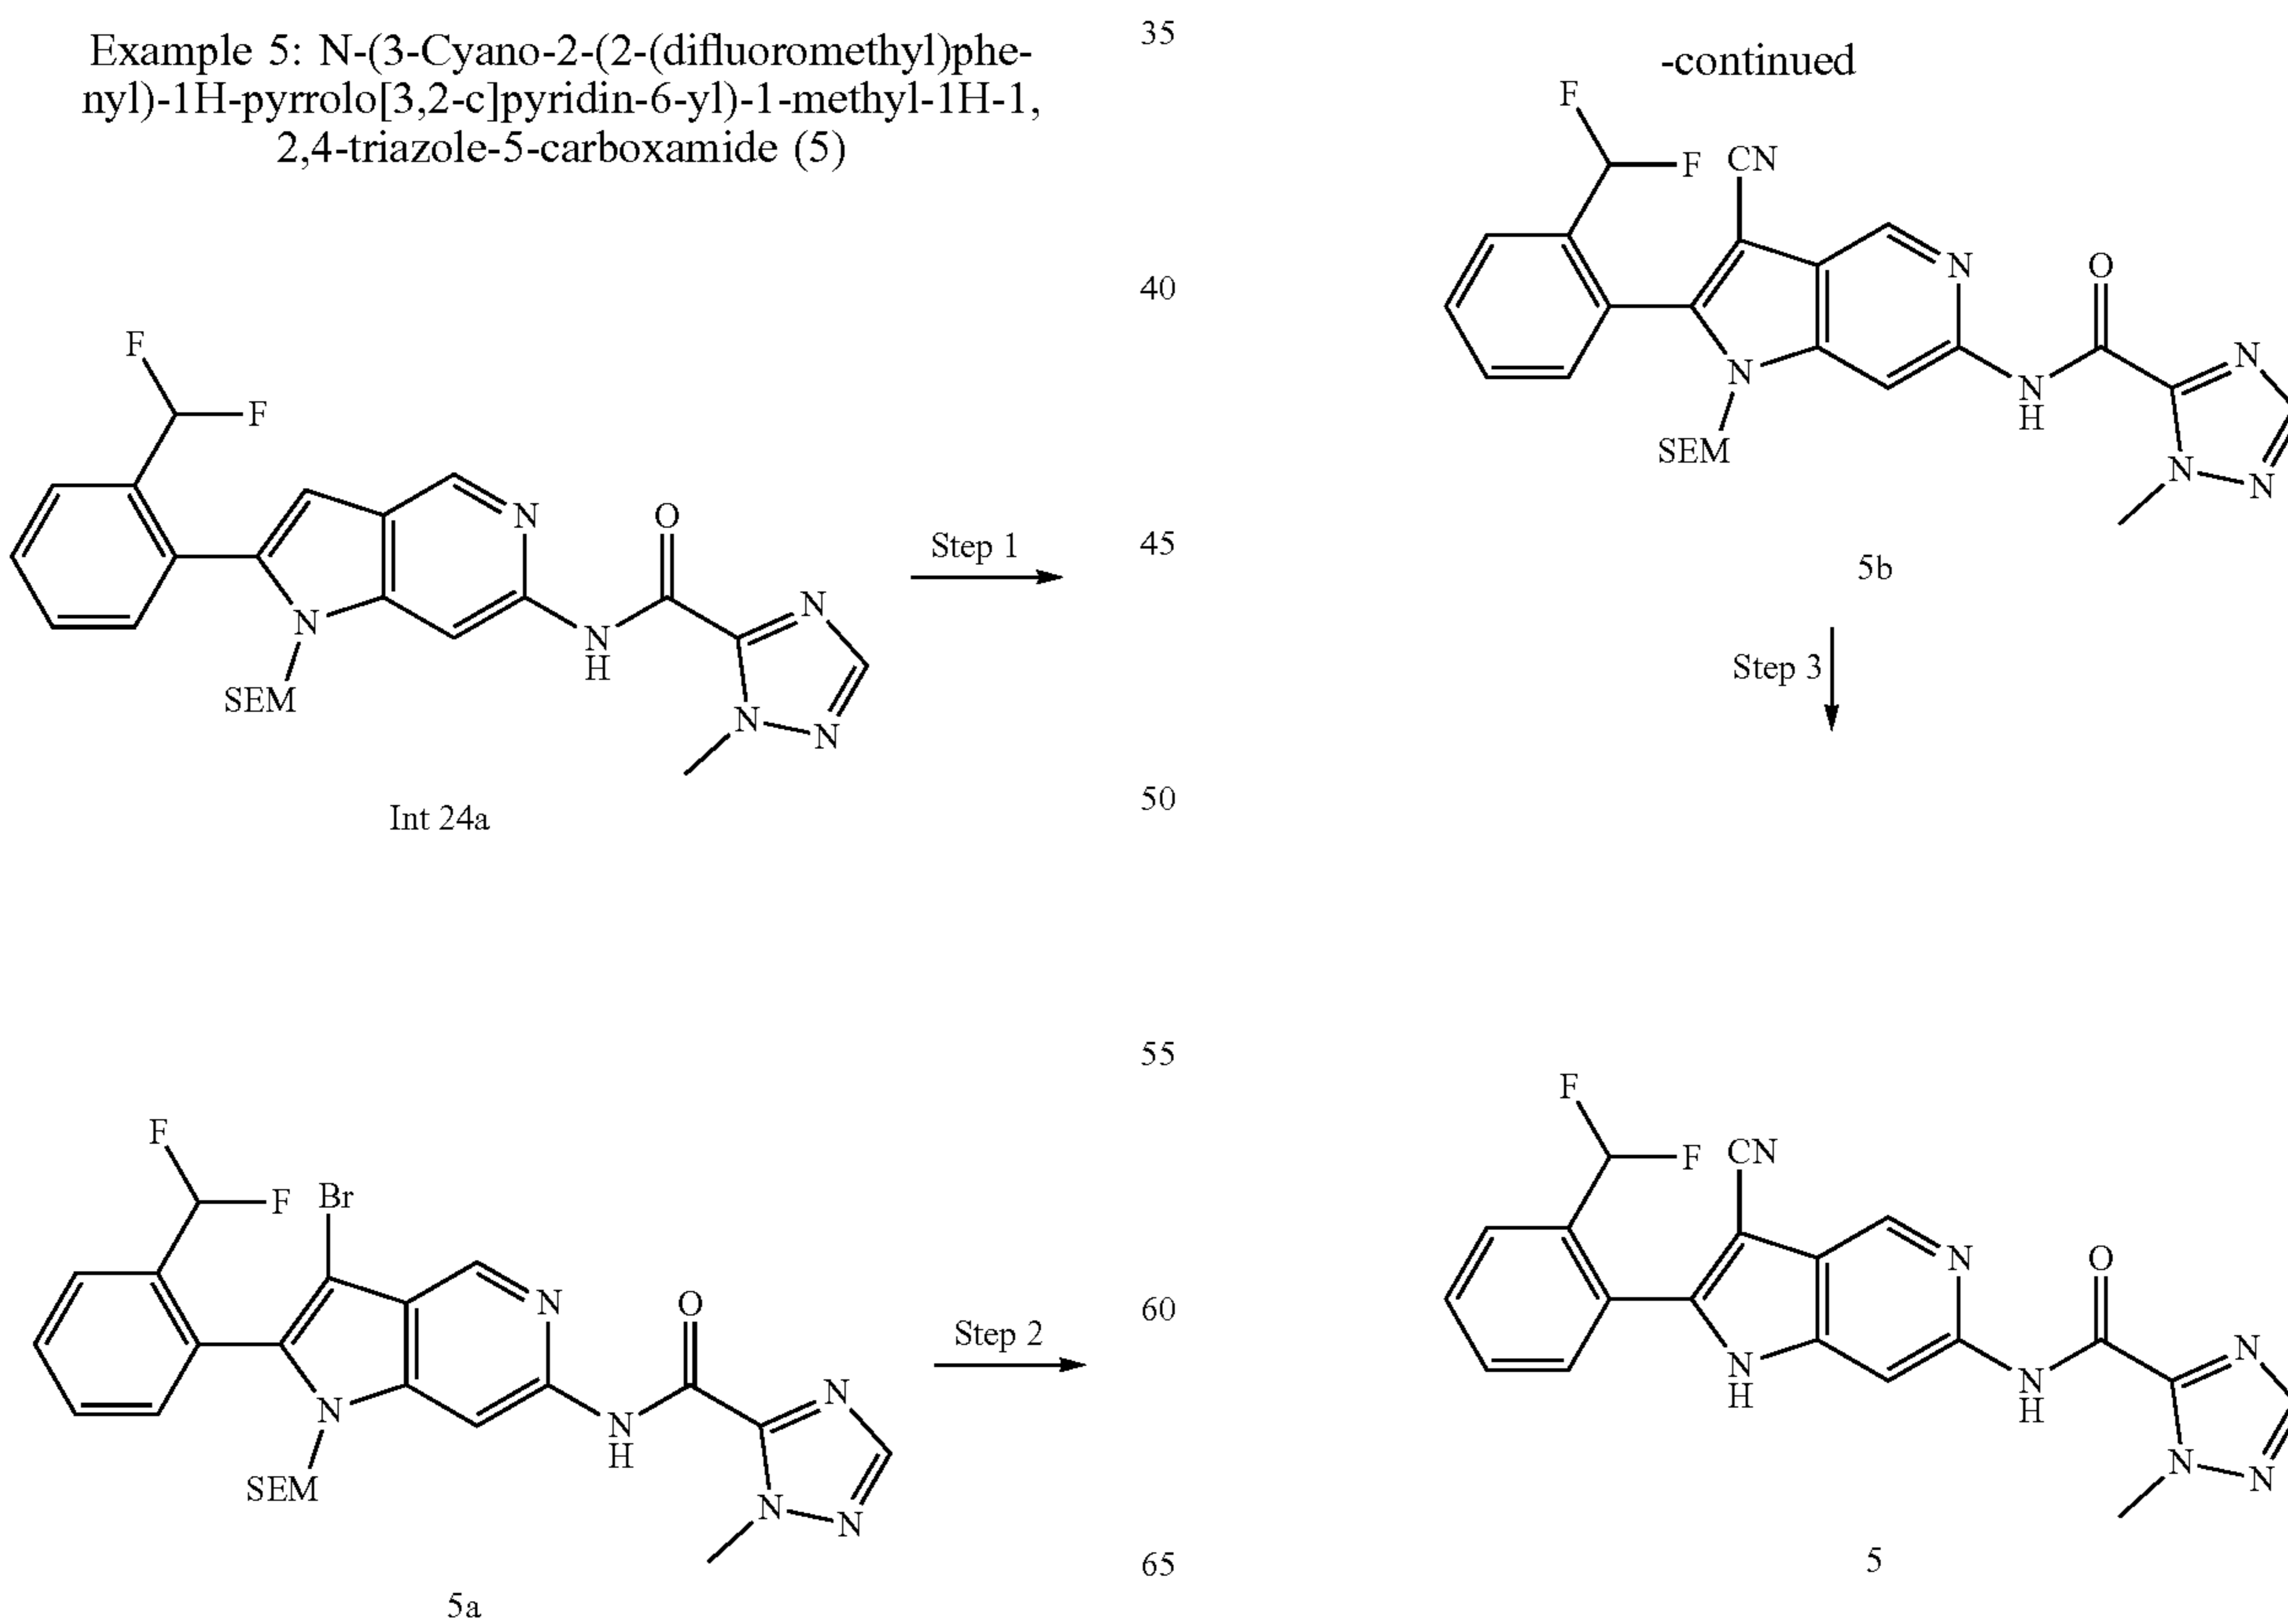 Example 5: N-(3-Cyano-2-(2-(difluoromethyl)phe-
nyl)-1H-pyrrolo[3,2-c]pyridin-6-yl)-1-methyl-1H-1,
2,4-triazole-5-carboxamide (5)
F
F
N
O
N
N
H
N
N
N
SEM
Step 1
Int 24a
F
F
Br
N
O
N
N
H
N
N
N
SEM
Step 2
5a
35
40
45
50
55
60
65
-continued
F
F
CN
N
O
N
N
H
N
N
N
SEM
5b
Step 3
F
F
CN
N
O
N
H
N
H
N
N
N
5